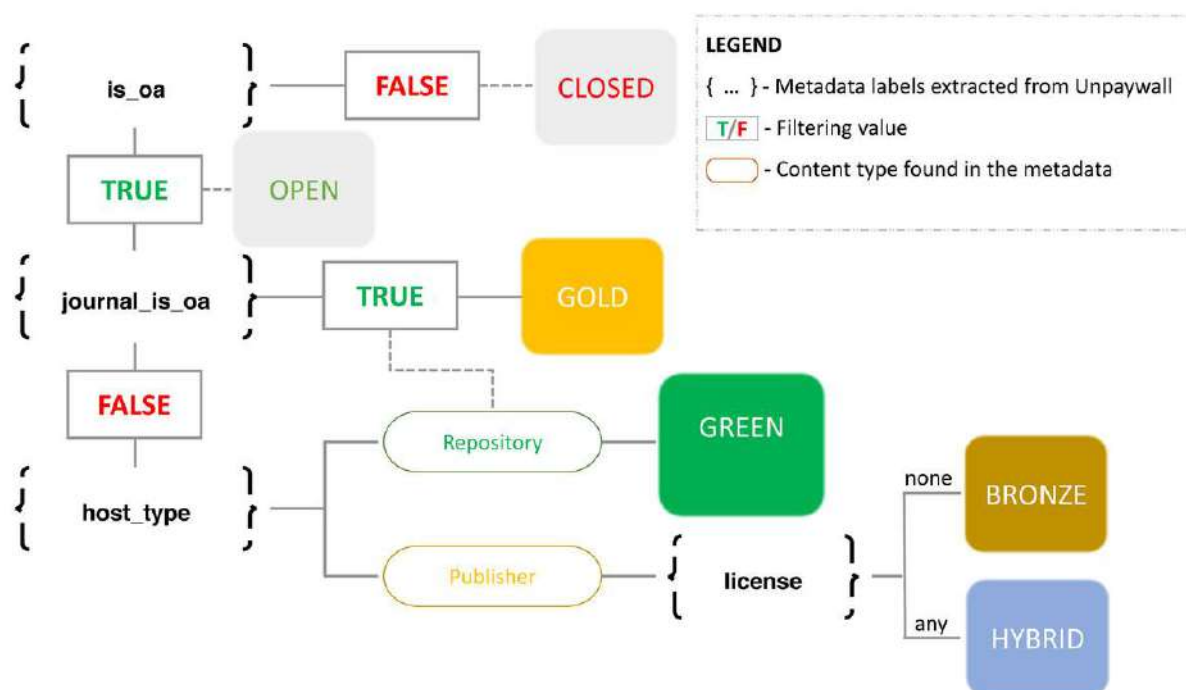 { is_oa }
FALSE
CLOSED
TRUE
OPEN
{ journal_is_oa }
TRUE
GOLD
FALSE
{ host_type }
Repository
GREEN
Publisher
{ license }
none
BRONZE
any
HYBRID
LEGEND
{ ... } - Metadata labels extracted from Unpaywall
T/F - Filtering value
- Content type found in the metadata